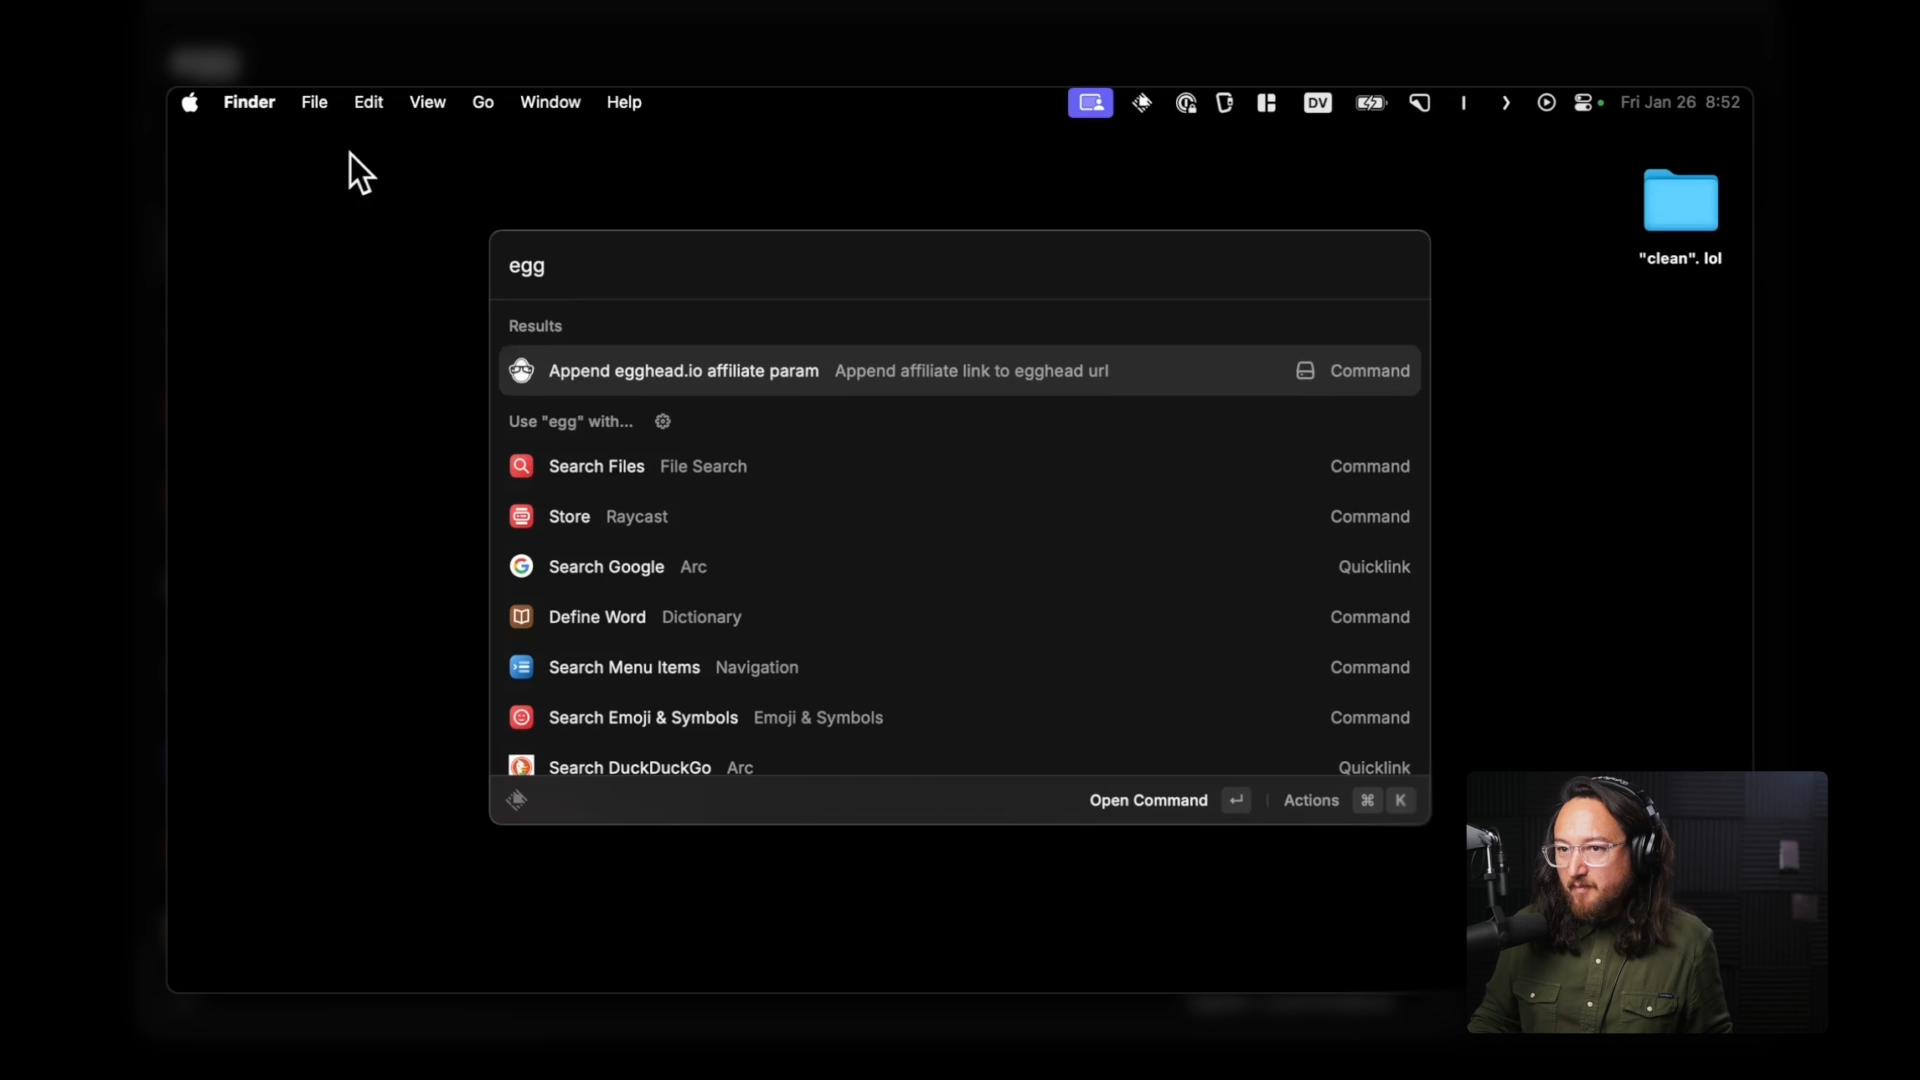 Finder File Edit View Go Window Help DV Fri Jan 26 8:52
"clean". lol
egg
Results
Append egghead.io affiliate param Append affiliate link to egghead url Command
Use "egg" with...
Search Files File Search Command
Store Raycast Command
Search Google Arc Quicklink
Define Word Dictionary Command
Search Menu Items Navigation Command
Search Emoji & Symbols Emoji & Symbols Command
Search DuckDuckGo Arc Quicklink
Open Command ↵ Actions ⌘ K